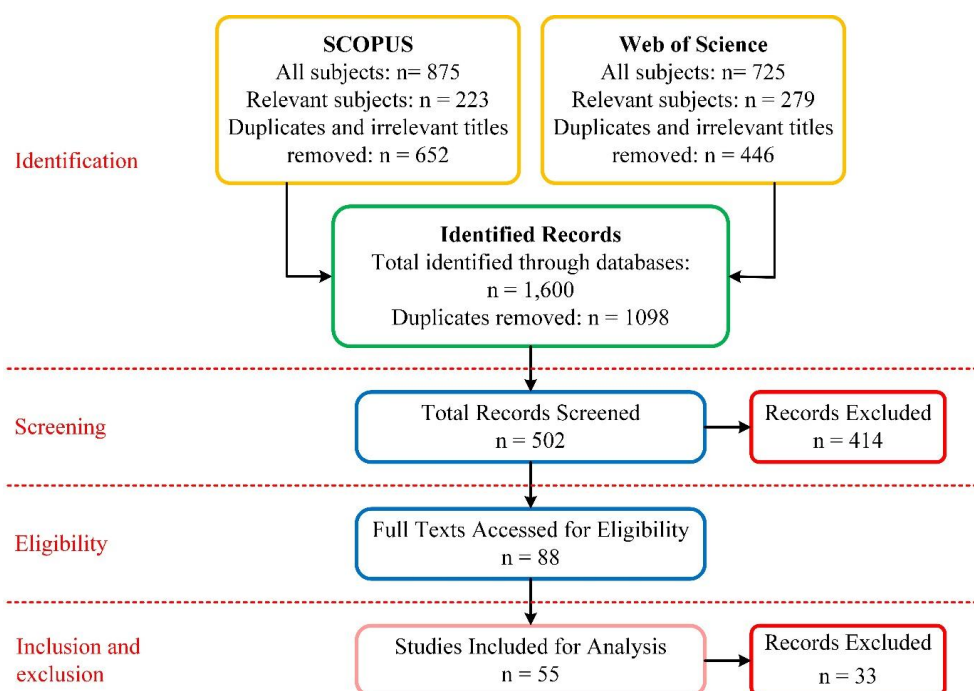 SCOPUS
All subjects: n= 875
Relevant subjects: n = 223
Duplicates and irrelevant titles
removed: n = 652
Web of Science
All subjects: n= 725
Relevant subjects: n = 279
Duplicates and irrelevant titles
removed: n = 446
Identification
Identified Records
Total identified through databases:
n = 1,600
Duplicates removed: n = 1098
Screening
Total Records Screened
n = 502
Records Excluded
n = 414
Eligibility
Full Texts Accessed for Eligibility
n = 88
Inclusion and
exclusion
Studies Included for Analysis
n = 55
Records Excluded
n = 33